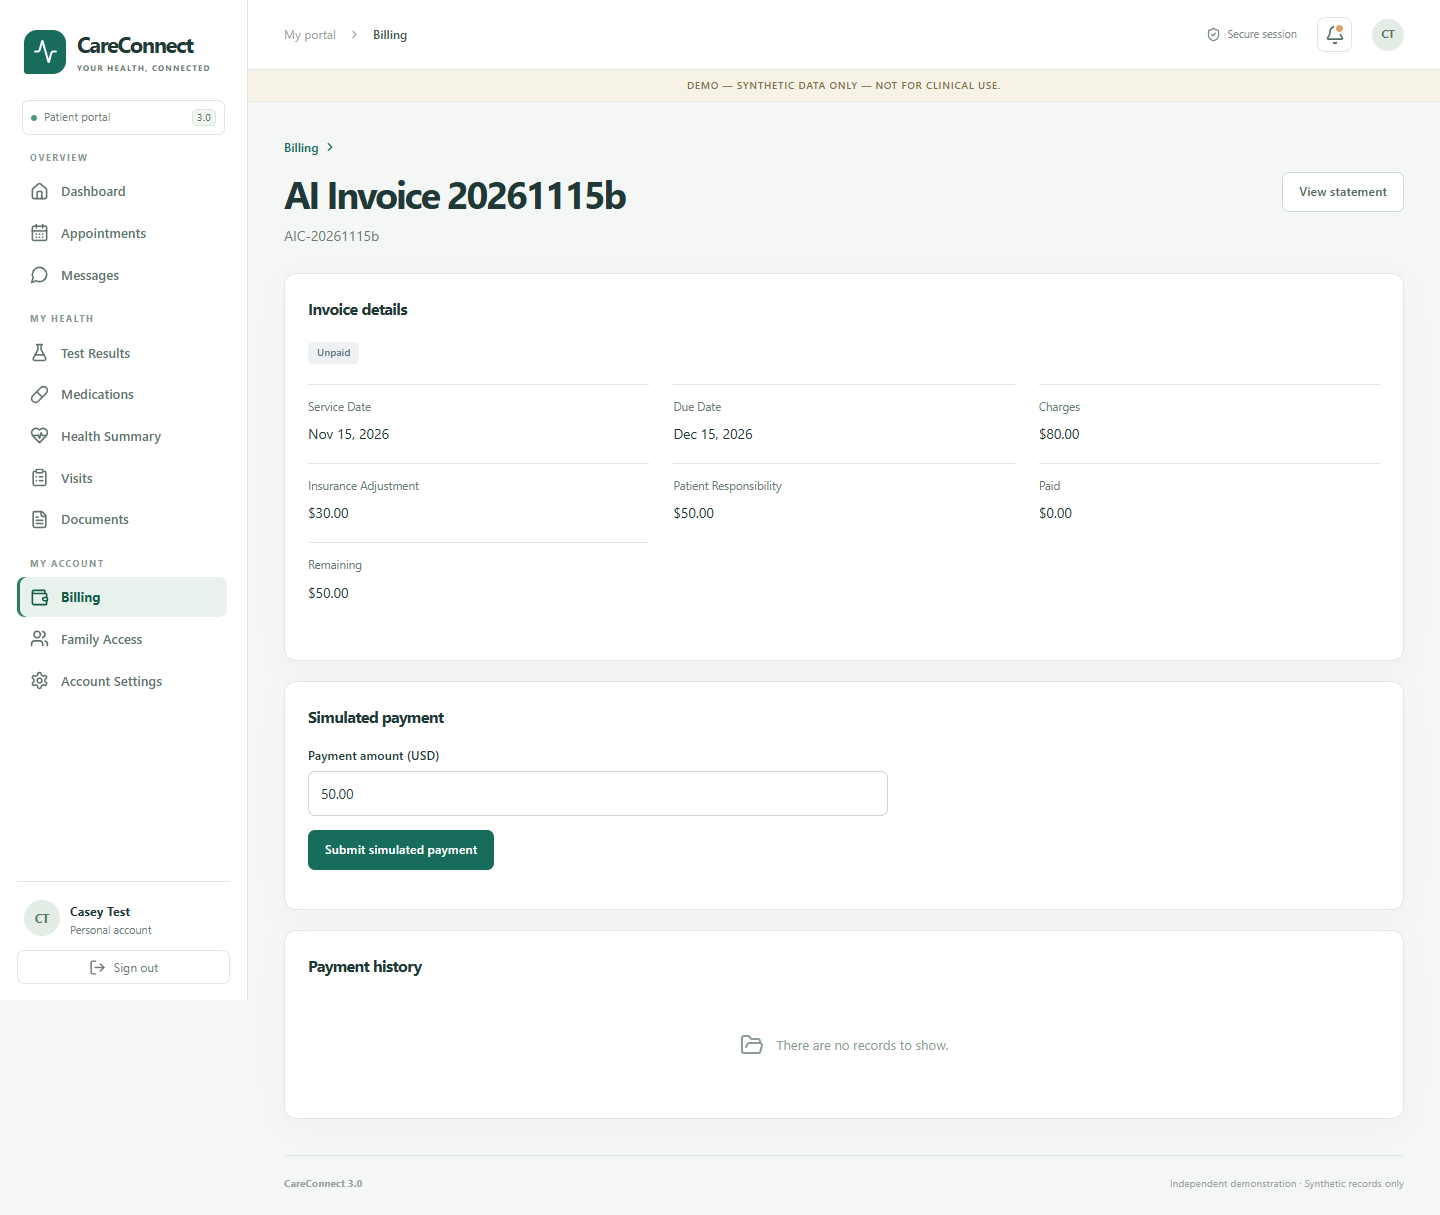 CareConnect
YOUR HEALTH, CONNECTED
Patient portal 3.0
OVERVIEW
Dashboard
Appointments
Messages
MY HEALTH
Test Results
Medications
Health Summary
Visits
Documents
MY ACCOUNT
Billing
Family Access
Account Settings
CT
Casey Test
Personal account
Sign out
My portal > Billing
Secure session
CT
DEMO — SYNTHETIC DATA ONLY — NOT FOR CLINICAL USE.
Billing >
AI Invoice 20261115b
View statement
AIC-20261115b
Invoice details
Unpaid
Service Date Due Date Charges
Nov 15, 2026 Dec 15, 2026 $80.00
Insurance Adjustment Patient Responsibility Paid
$30.00 $50.00 $0.00
Remaining
$50.00
Simulated payment
Payment amount (USD)
50.00
Submit simulated payment
Payment history
There are no records to show.
CareConnect 3.0
Independent demonstration · Synthetic records only